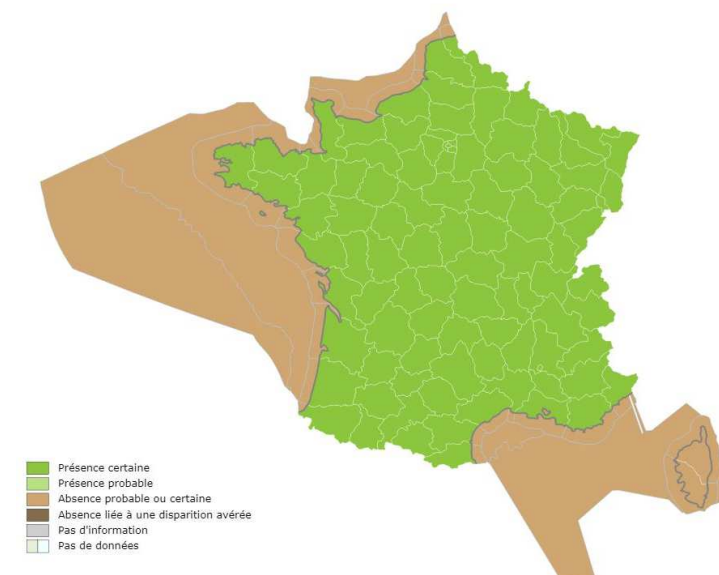 Présence certaine
Présence probable
Absence probable ou certaine
Absence liée à une disparition avérée
Pas d'information
Pas de données